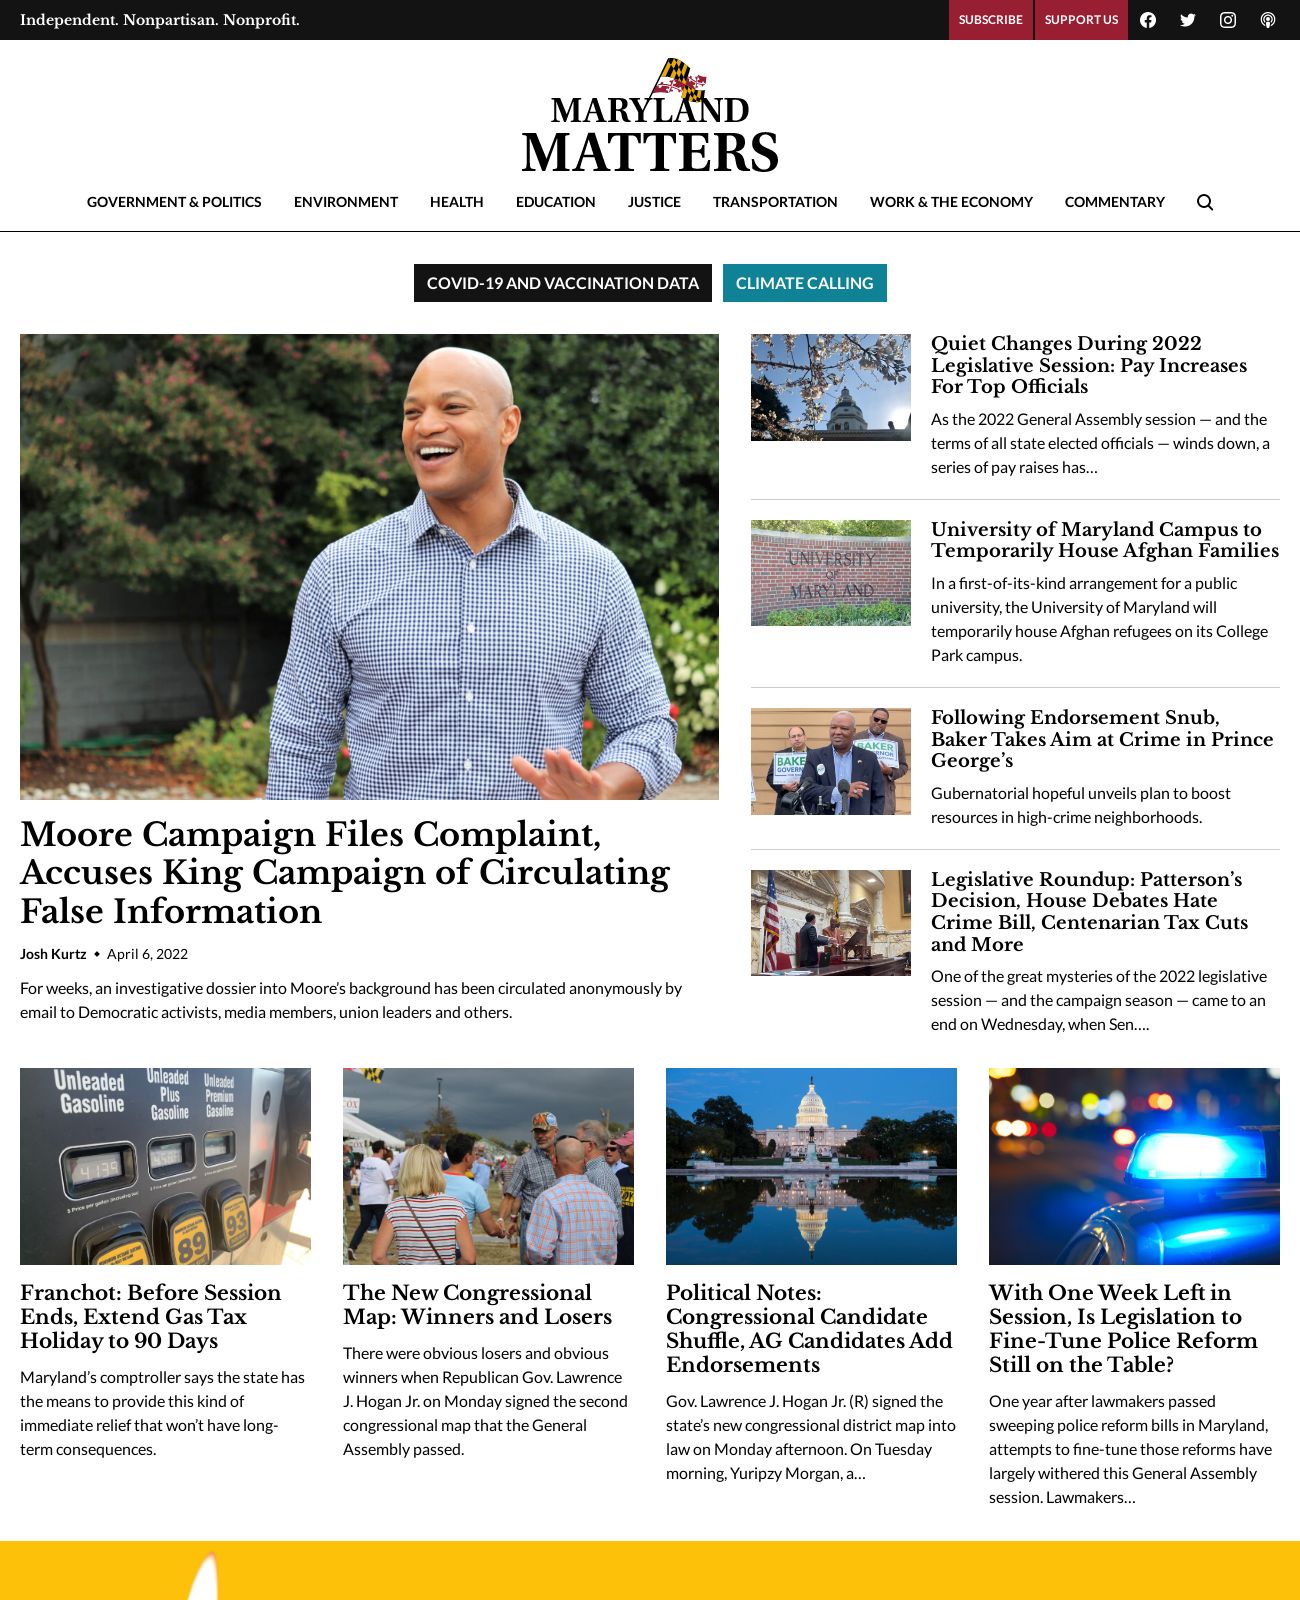 Independent. Nonpartisan. Nonprofit.
SUBSCRIBE
SUPPORT US
MARYLAND
MATTERS
GOVERNMENT & POLITICS
ENVIRONMENT
HEALTH
EDUCATION
JUSTICE
TRANSPORTATION
WORK & THE ECONOMY
COMMENTARY
COVID-19 AND VACCINATION DATA
CLIMATE CALLING
Moore Campaign Files Complaint,
Accuses King Campaign of Circulating
False Information
Josh Kurtz • April 6, 2022
For weeks, an investigative dossier into Moore’s background has been circulated anonymously by
email to Democratic activists, media members, union leaders and others.
Quiet Changes During 2022
Legislative Session: Pay Increases
For Top Officials
As the 2022 General Assembly session — and the
terms of all state elected officials — winds down, a
series of pay raises has…
UNIVERSITY
OF
MARYLAND
University of Maryland Campus to
Temporarily House Afghan Families
In a first-of-its-kind arrangement for a public
university, the University of Maryland will
temporarily house Afghan refugees on its College
Park campus.
BAKER
BAKER
Following Endorsement Snub,
Baker Takes Aim at Crime in Prince
George’s
Gubernatorial hopeful unveils plan to boost
resources in high-crime neighborhoods.
Legislative Roundup: Patterson’s
Decision, House Debates Hate
Crime Bill, Centenarian Tax Cuts
and More
One of the great mysteries of the 2022 legislative
session — and the campaign season — came to an
end on Wednesday, when Sen….
Unleaded
Gasoline
Unleaded
Plus
Gasoline
Unleaded
Premium
Gasoline
89
93
Franchot: Before Session
Ends, Extend Gas Tax
Holiday to 90 Days
Maryland’s comptroller says the state has
the means to provide this kind of
immediate relief that won’t have long-
term consequences.
The New Congressional
Map: Winners and Losers
There were obvious losers and obvious
winners when Republican Gov. Lawrence
J. Hogan Jr. on Monday signed the second
congressional map that the General
Assembly passed.
Political Notes:
Congressional Candidate
Shuffle, AG Candidates Add
Endorsements
Gov. Lawrence J. Hogan Jr. (R) signed the
state’s new congressional district map into
law on Monday afternoon. On Tuesday
morning, Yuripzy Morgan, a…
With One Week Left in
Session, Is Legislation to
Fine-Tune Police Reform
Still on the Table?
One year after lawmakers passed
sweeping police reform bills in Maryland,
attempts to fine-tune those reforms have
largely withered this General Assembly
session. Lawmakers…